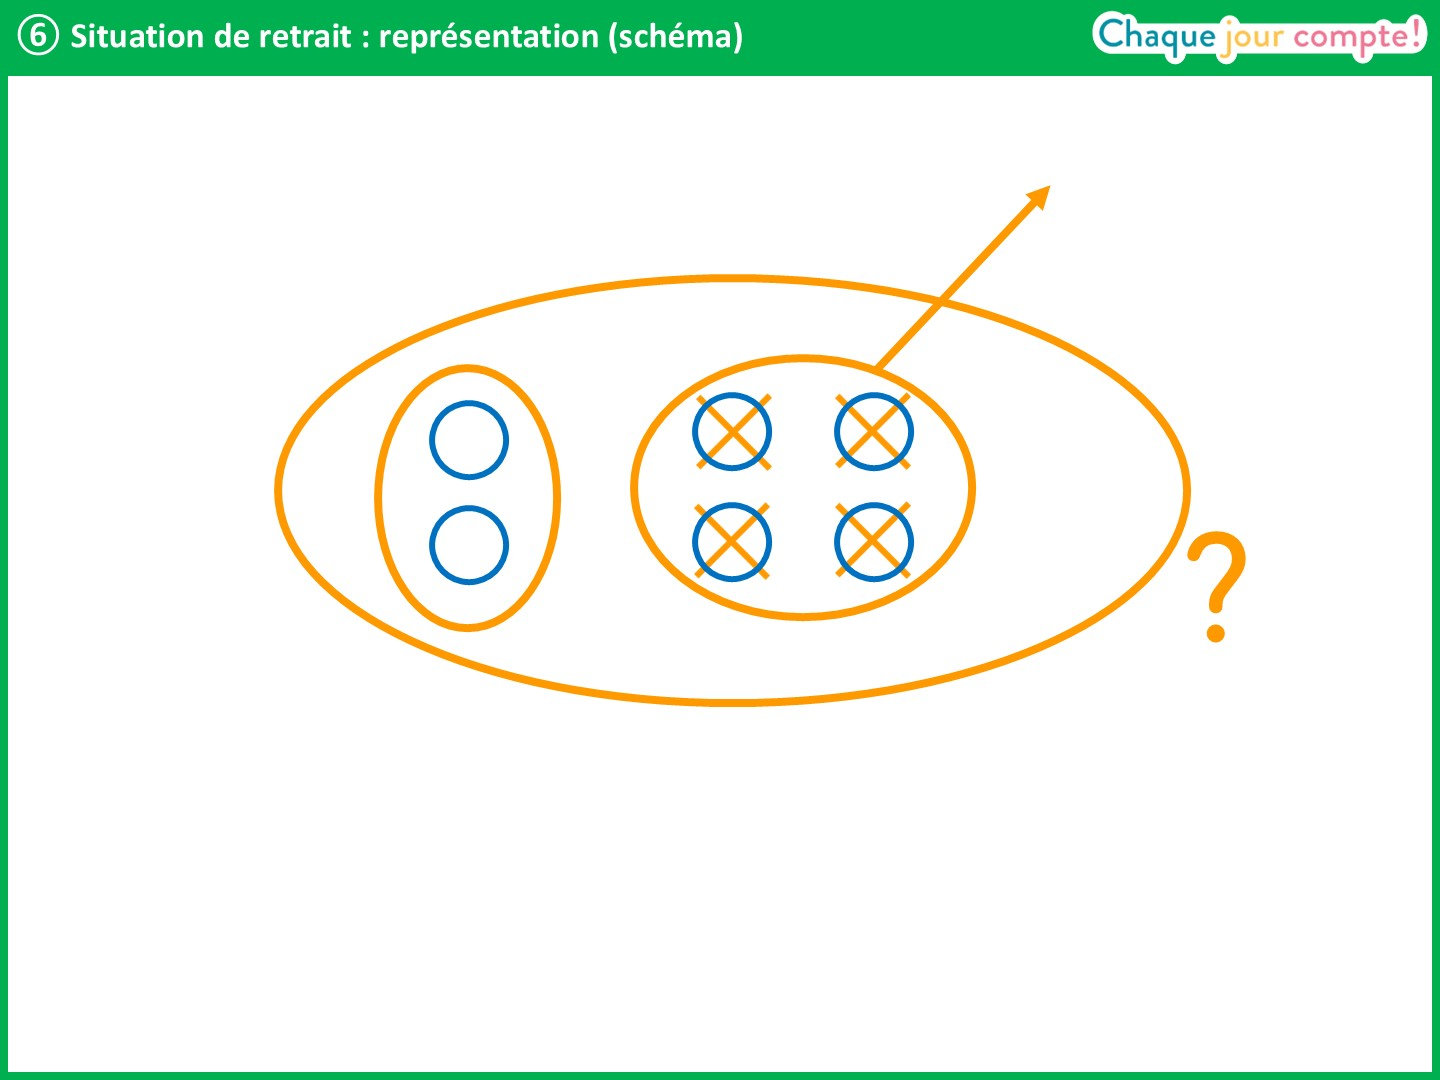 ⑥ Situation de retrait : représentation (schéma)
Chaque jour compte!
?